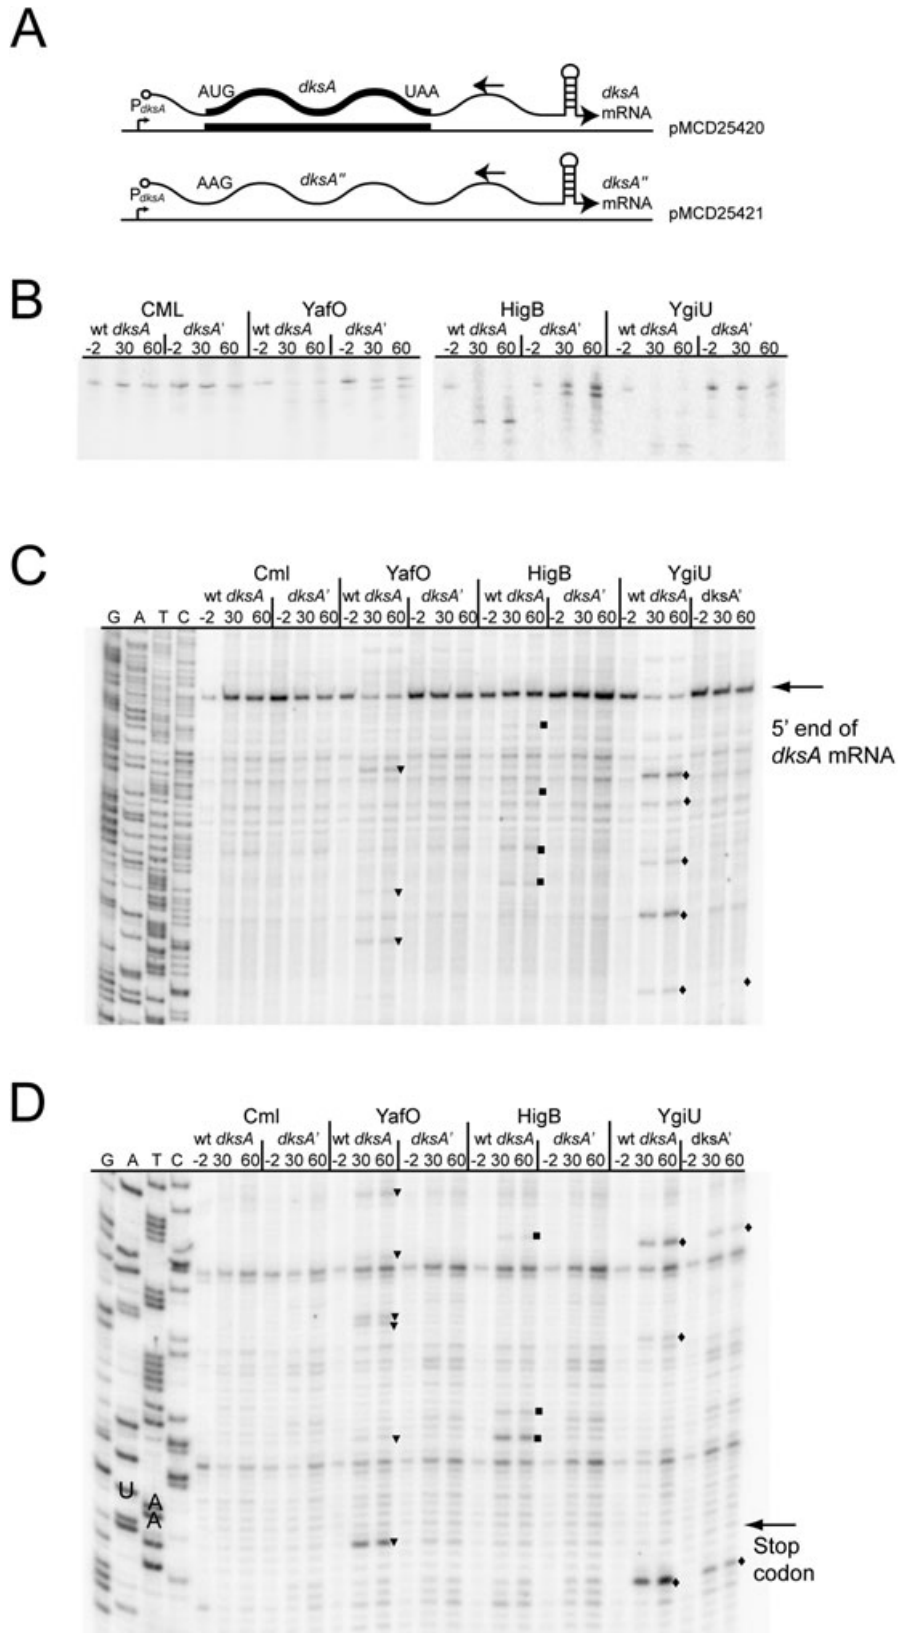 A
AUG dksA UAA dksA
PdksA mRNA pMCD25420
AAG dksA" dksA"
PdksA mRNA pMCD25421
B
CML YafO HigB YgiU
wt dksA dksA' wt dksA dksA' wt dksA dksA' wt dksA dksA'
-2 30 60 -2 30 60 -2 30 60 -2 30 60 -2 30 60 -2 30 60 -2 30 60 -2 30 60
C
Cml YafO HigB YgiU
wt dksA dksA' wt dksA dksA' wt dksA dksA' wt dksA dksA'
G A T C -2 30 60 -2 30 60 -2 30 60 -2 30 60 -2 30 60 -2 30 60 -2 30 60 -2 30 60
5' end of
dksA mRNA
D
Cml YafO HigB YgiU
wt dksA dksA' wt dksA dksA' wt dksA dksA' wt dksA dksA'
G A T C -2 30 60 -2 30 60 -2 30 60 -2 30 60 -2 30 60 -2 30 60 -2 30 60 -2 30 60
U A
A
Stop
codon